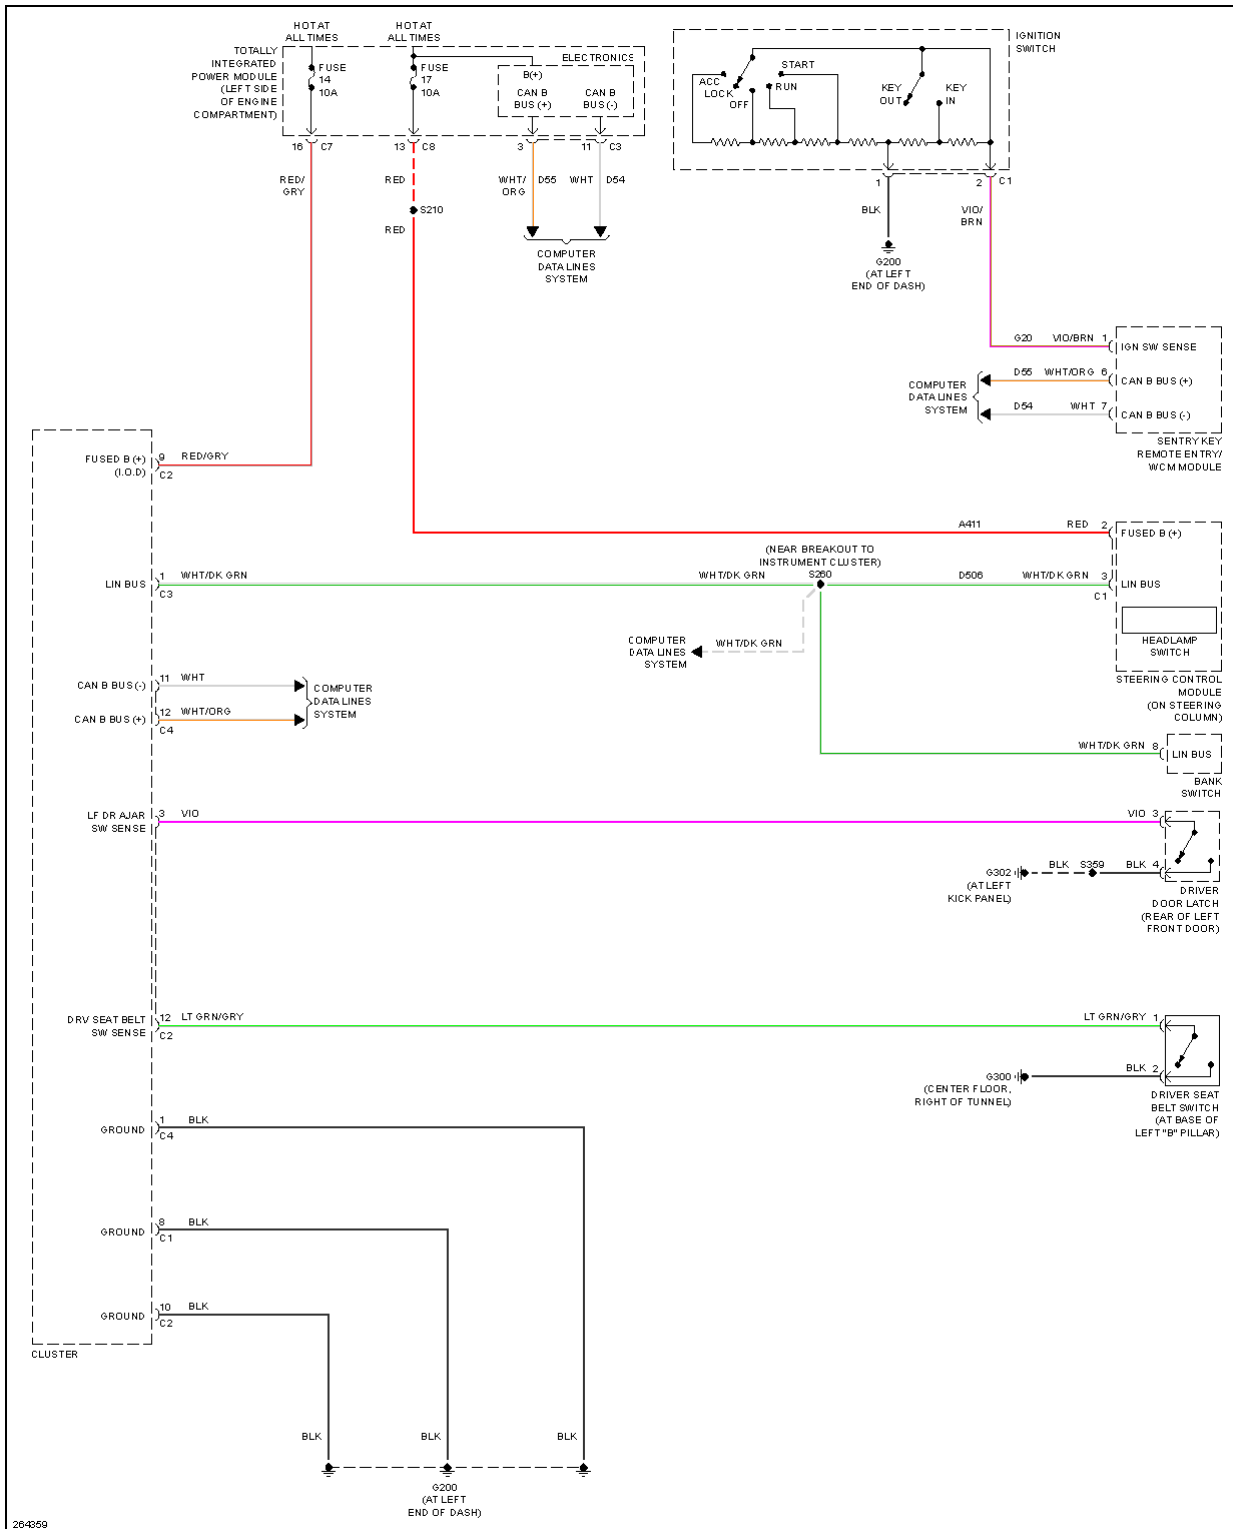 HOT AT
ALL TIMES
HOT AT
ALL TIMES
TOTALLY
INTEGRATED
POWER MODULE
(LEFT SIDE
OF ENGINE
COMPARTMENT)
FUSE
14
10A
FUSE
17
10A
ELECTRONICS
B(+)
CAN B
BUS (+)
CAN B
BUS (-)
16 C7
13 C8
3
11 C3
RED/
GRY
RED
S210
RED
WHT/
ORG
D55
WHT
D54
COMPUTER
DATA LINES
SYSTEM
IGNITION
SWITCH
ACC
LOCK
OFF
START
RUN
KEY
OUT
KEY
IN
1
2
C1
BLK
VIO/
BRN
G200
(AT LEFT
END OF DASH)
G20 VIO/BRN 1
IGN SW SENSE
D55 WHT/ORG 6
CAN B BUS (+)
D54 WHT 7
CAN B BUS (-)
COMPUTER
DATA LINES
SYSTEM
SENTRY KEY
REMOTE ENTRY/
WCM MODULE
FUSED B (+)
(I.O.D)
9 RED/GRY
C2
A411 RED 2
FUSED B (+)
(NEAR BREAKOUT TO
INSTRUMENT CLUSTER)
S260
LIN BUS
1 WHT/DK GRN
C3
WHT/DK GRN
D506 WHT/DK GRN 3
C1
LIN BUS
HEADLAMP
SWITCH
STEERING CONTROL
MODULE
(ON STEERING
COLUMN)
COMPUTER
DATA LINES
SYSTEM
WHT/DK GRN
CAN B BUS (-)
11 WHT
CAN B BUS (+)
12 WHT/ORG
C4
COMPUTER
DATA LINES
SYSTEM
WHT/DK GRN 8
LIN BUS
BANK
SWITCH
LF DR AJAR
SW SENSE
3 VIO
VIO 3
G302
(AT LEFT
KICK PANEL)
BLK S359 BLK 4
DRIVER
DOOR LATCH
(REAR OF LEFT
FRONT DOOR)
DRV SEAT BELT
SW SENSE
12 LT GRN/GRY
C2
LT GRN/GRY 1
G300
(CENTER FLOOR,
RIGHT OF TUNNEL)
BLK 2
DRIVER SEAT
BELT SWITCH
(AT BASE OF
LEFT "B" PILLAR)
GROUND
1 BLK
C4
GROUND
8 BLK
C1
GROUND
10 BLK
C2
CLUSTER
BLK
BLK
BLK
G200
(AT LEFT
END OF DASH)
264359